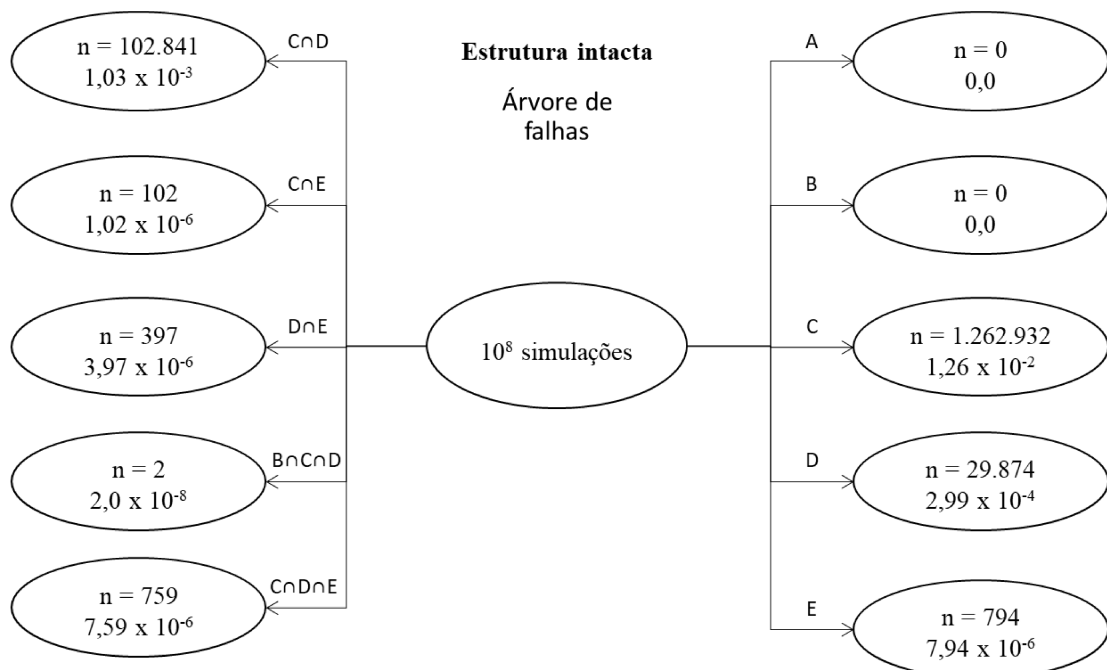 Estrutura intacta
Árvore de
falhas
C∩D
n = 102.841
1,03 x 10⁻³
C∩E
n = 102
1,02 x 10⁻⁶
D∩E
n = 397
3,97 x 10⁻⁶
B∩C∩D
n = 2
2,0 x 10⁻⁸
C∩D∩E
n = 759
7,59 x 10⁻⁶
10⁸ simulações
A
n = 0
0,0
B
n = 0
0,0
C
n = 1.262.932
1,26 x 10⁻²
D
n = 29.874
2,99 x 10⁻⁴
E
n = 794
7,94 x 10⁻⁶